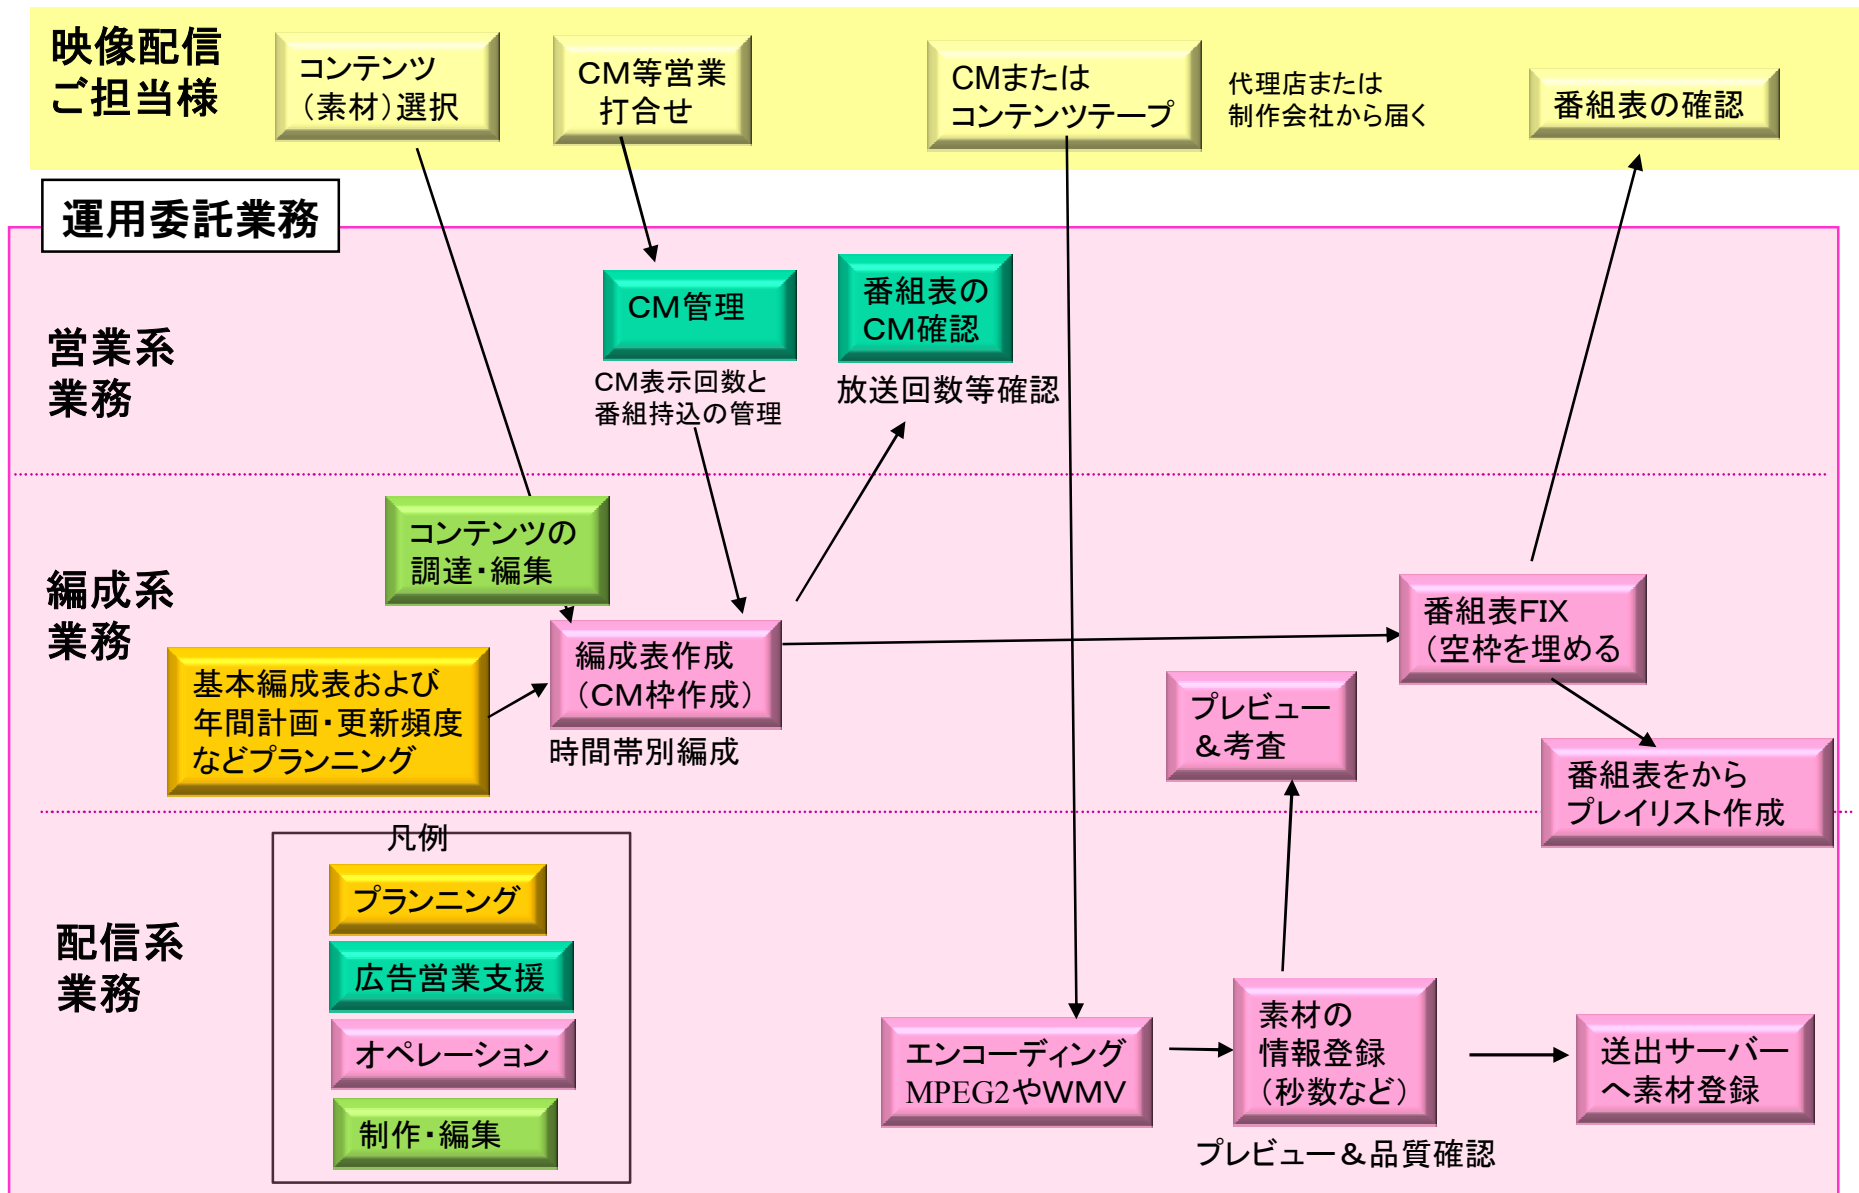 映像配信
ご担当様
コンテンツ
（素材）選択
ＣＭ等営業
打合せ
CMまたは
コンテンツテープ
代理店または
制作会社から届く
番組表の確認
運用委託業務
営業系
業務
ＣＭ管理
ＣＭ表示回数と
番組持込の管理
番組表の
ＣＭ確認
放送回数等確認
編成系
業務
コンテンツの
調達・編集
基本編成表および
年間計画・更新頻度
などプランニング
編成表作成
（ＣＭ枠作成）
時間帯別編成
番組表FIX
（空枠を埋める
プレビュー
＆考査
番組表をから
プレイリスト作成
配信系
業務
凡例
プランニング
広告営業支援
オペレーション
制作・編集
エンコーディング
MPEG2やWMV
素材の
情報登録
（秒数など）
プレビュー＆品質確認
送出サーバー
へ素材登録